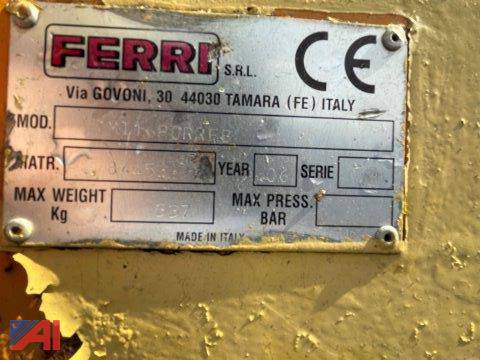 FERRI S.R.L. CE
Via GOVONI, 30 44030 TAMARA (FE) ITALY
MOD.
MATR. YEAR SERIE
MAX WEIGHT Kg MAX PRESS. BAR
MADE IN ITALY
AI